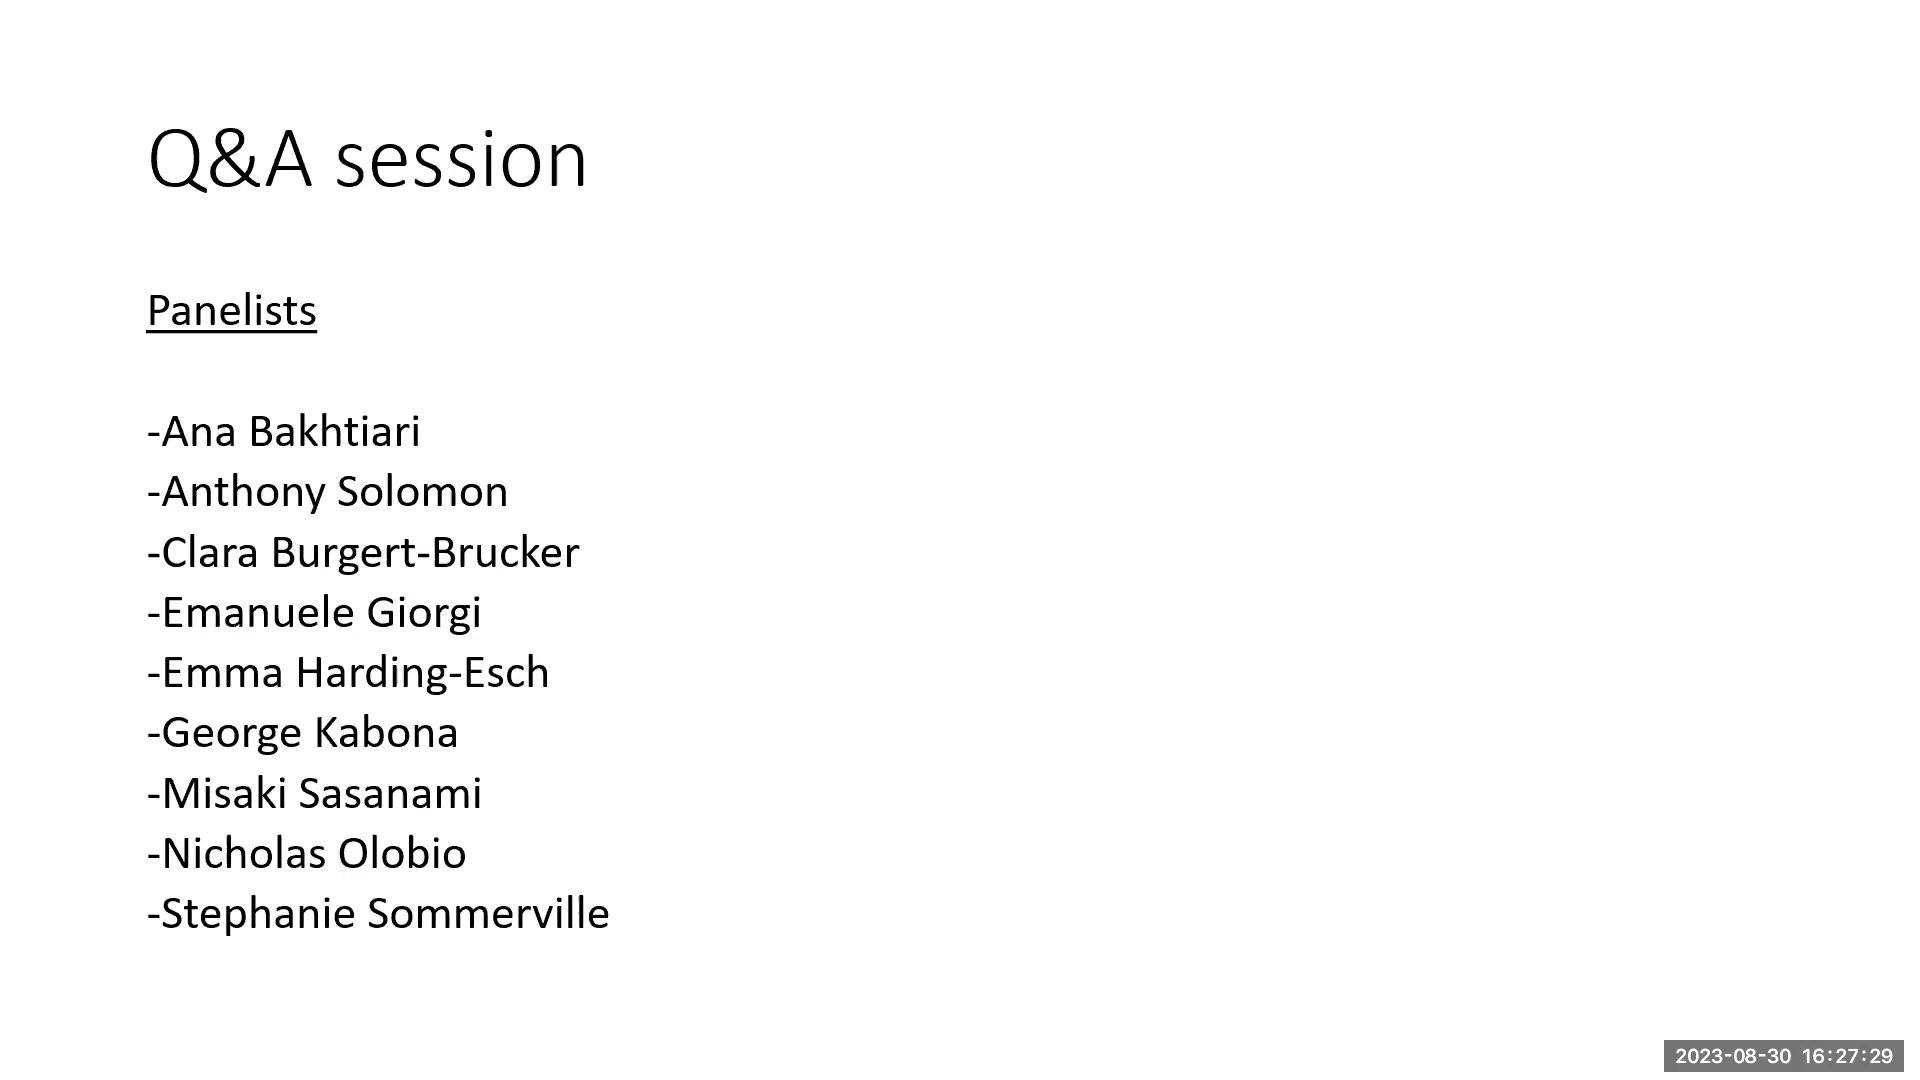 Q&A session
Panelists
-Ana Bakhtiari
-Anthony Solomon
-Clara Burgert-Brucker
-Emanuele Giorgi
-Emma Harding-Esch
-George Kabona
-Misaki Sasanami
-Nicholas Olobio
-Stephanie Sommerville
2023-08-30 16:27:29